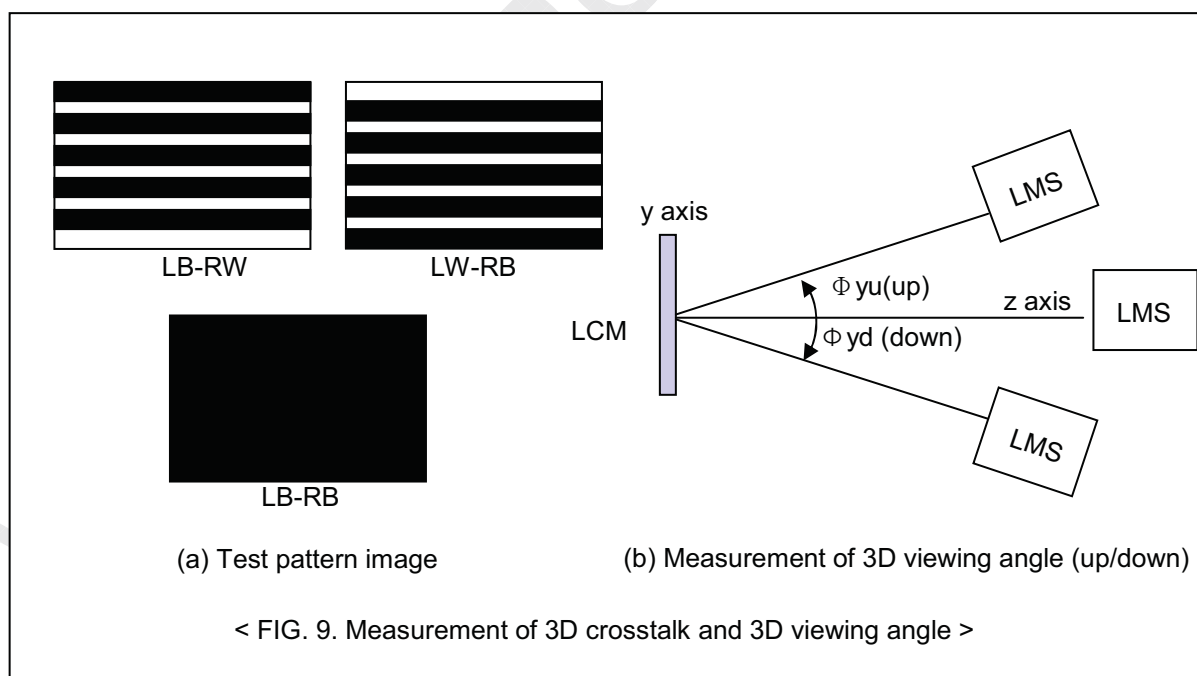 LB-RW
LW-RB
LB-RB
(a) Test pattern image
y axis
LCM
Φ yu(up)
z axis
Φ yd (down)
LMS
LMS
LMS
(b) Measurement of 3D viewing angle (up/down)
< FIG. 9. Measurement of 3D crosstalk and 3D viewing angle >